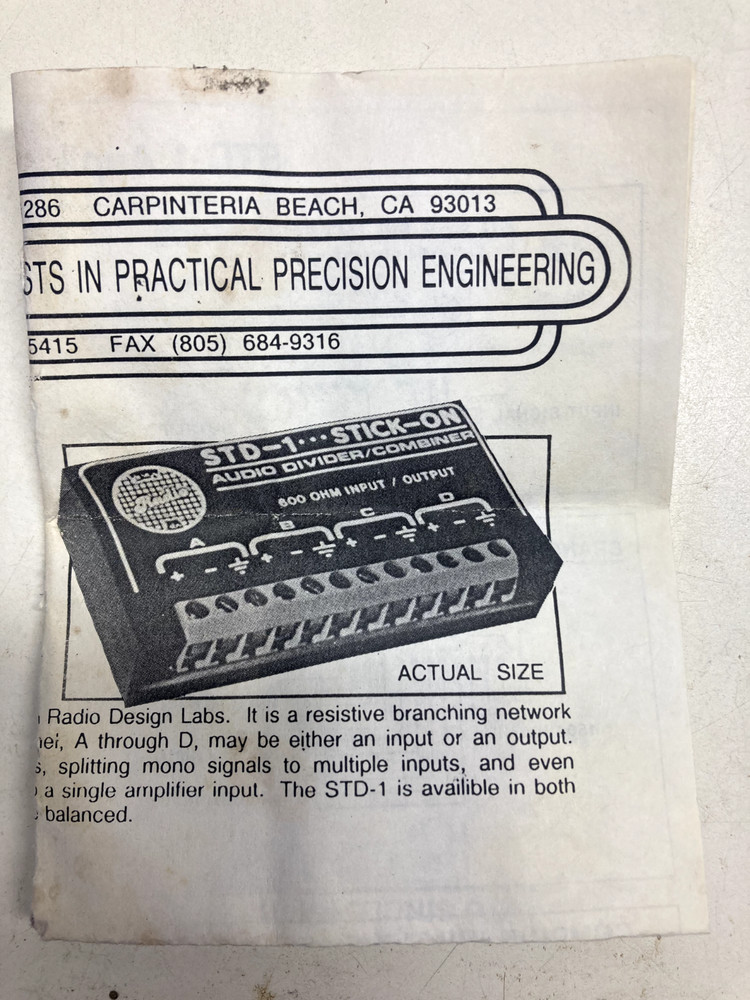 286 CARPINTERIA BEACH, CA 93013
STS IN PRACTICAL PRECISION ENGINEERING
5415 FAX (805) 684-9316
STD-1···STICK-ON
AUDIO DIVIDER/COMBINER
600 OHM INPUT / OUTPUT
Radio
A B C D
+ - + - + - + -
ACTUAL SIZE
Radio Design Labs. It is a resistive branching network
nel, A through D, may be either an input or an output.
s, splitting mono signals to multiple inputs, and even
a single amplifier input. The STD-1 is availible in both
balanced.